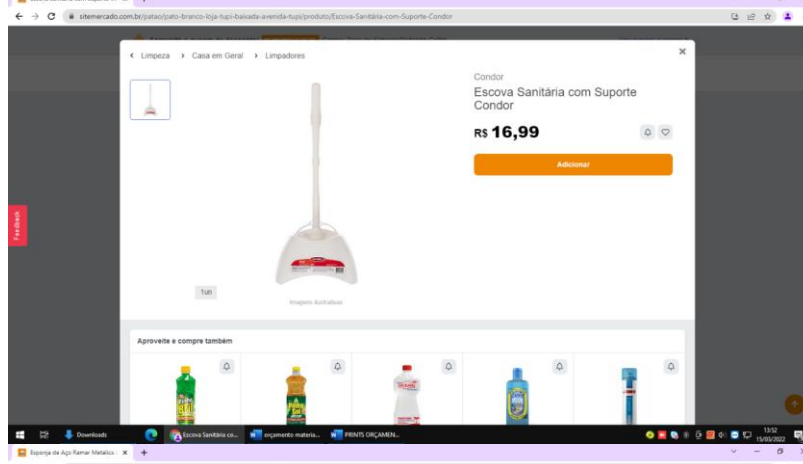 sitemercado.com.br/patao/pato-branco-loja-tupi-baixada-avenida-tupi/produto/Escova-Sanitária-com-Suporte-Condor
Limpeza > Casa em Geral > Limpadores
Condor
Escova Sanitária com Suporte
Condor
R$ 16,99
Adicionar
Feedback
1un
Imagens ilustrativas
Aproveite e compre também
Downloads
Escova Sanitária co...
orçamento materia...
PRINTS ORÇAMEN...
13:52
15/03/2022
Esponja de Aço Ramar Metálica